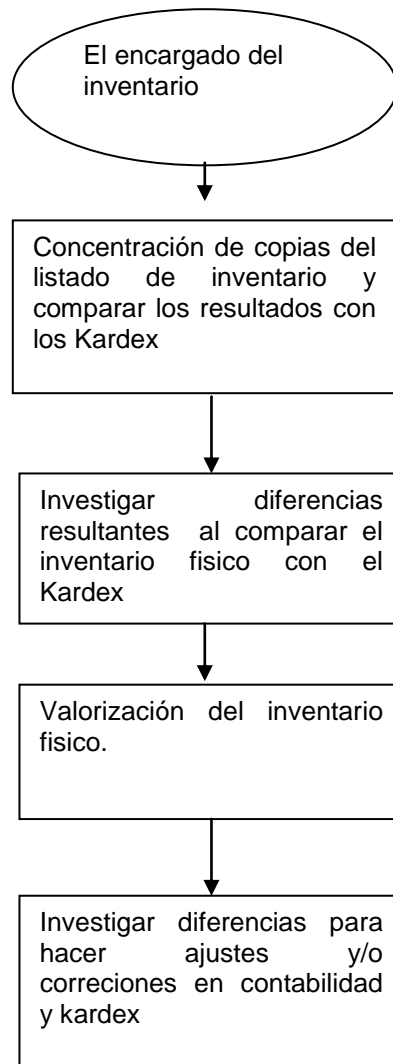 El encargado del
inventario
Concentración de copias del
listado de inventario y
comparar los resultados con
los Kardex
Investigar diferencias
resultantes al comparar el
inventario fisico con el
Kardex
Valorización del inventario
fisico.
Investigar diferencias para
hacer ajustes y/o
correciones en contabilidad
y kardex